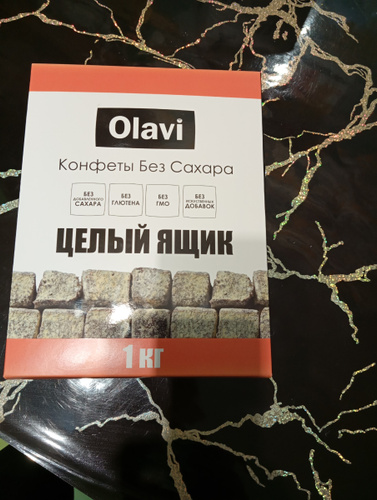 Olavi
Конфеты Без Сахара
БЕЗ
ДОБАВЛЕННОГО
САХАРА
БЕЗ
ГЛЮТЕНА
БЕЗ
ГМО
БЕЗ
ИСКУССТВЕННЫХ
ДОБАВОК
ЦЕЛЫЙ ЯЩИК
1 КГ